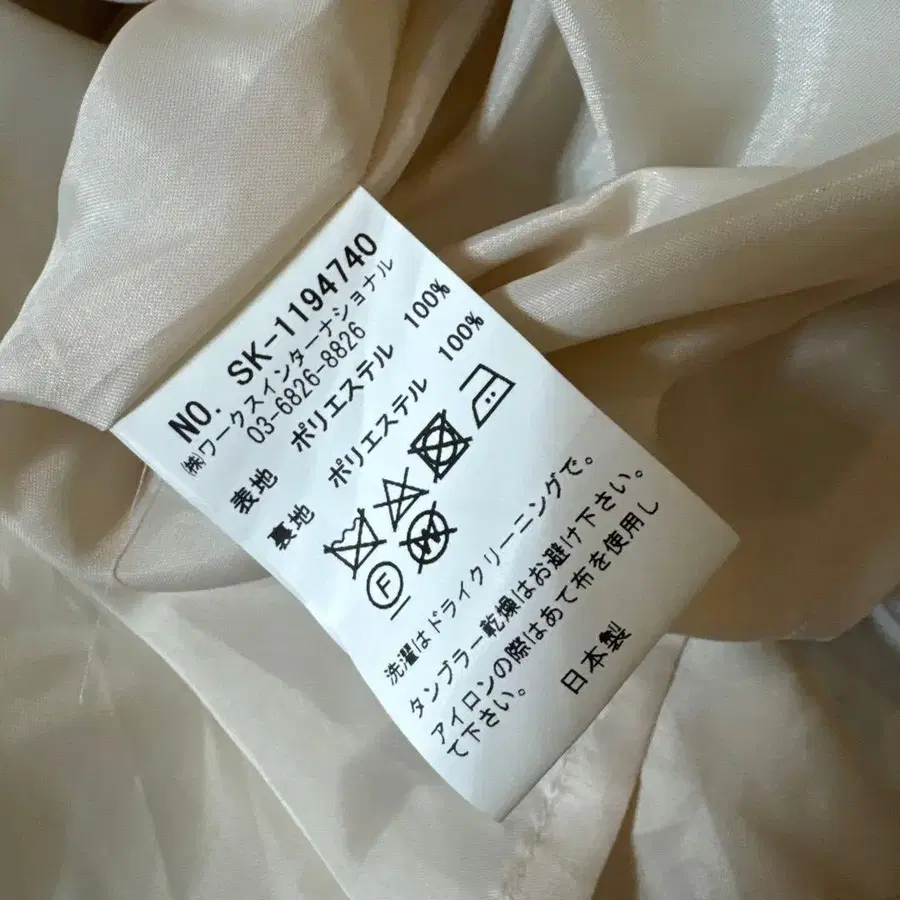 NO. SK-1194740
㈱ワークスインターナショナル
03-6826-8826
表地 ポリエステル 100%
裏地 ポリエステル 100%
F W
洗濯はドライクリーニングで。
タンブラー乾燥はお避け下さい。
アイロンの際はあて布を使用し
て下さい。
日本製